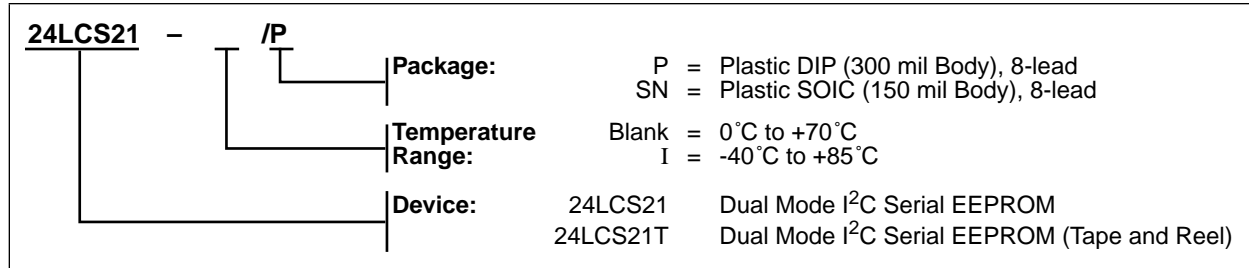 24LCS21 – /P
Package: P = Plastic DIP (300 mil Body), 8-lead
SN = Plastic SOIC (150 mil Body), 8-lead
Temperature Blank = 0°C to +70°C
Range: I = -40°C to +85°C
Device: 24LCS21 Dual Mode I²C Serial EEPROM
24LCS21T Dual Mode I²C Serial EEPROM (Tape and Reel)